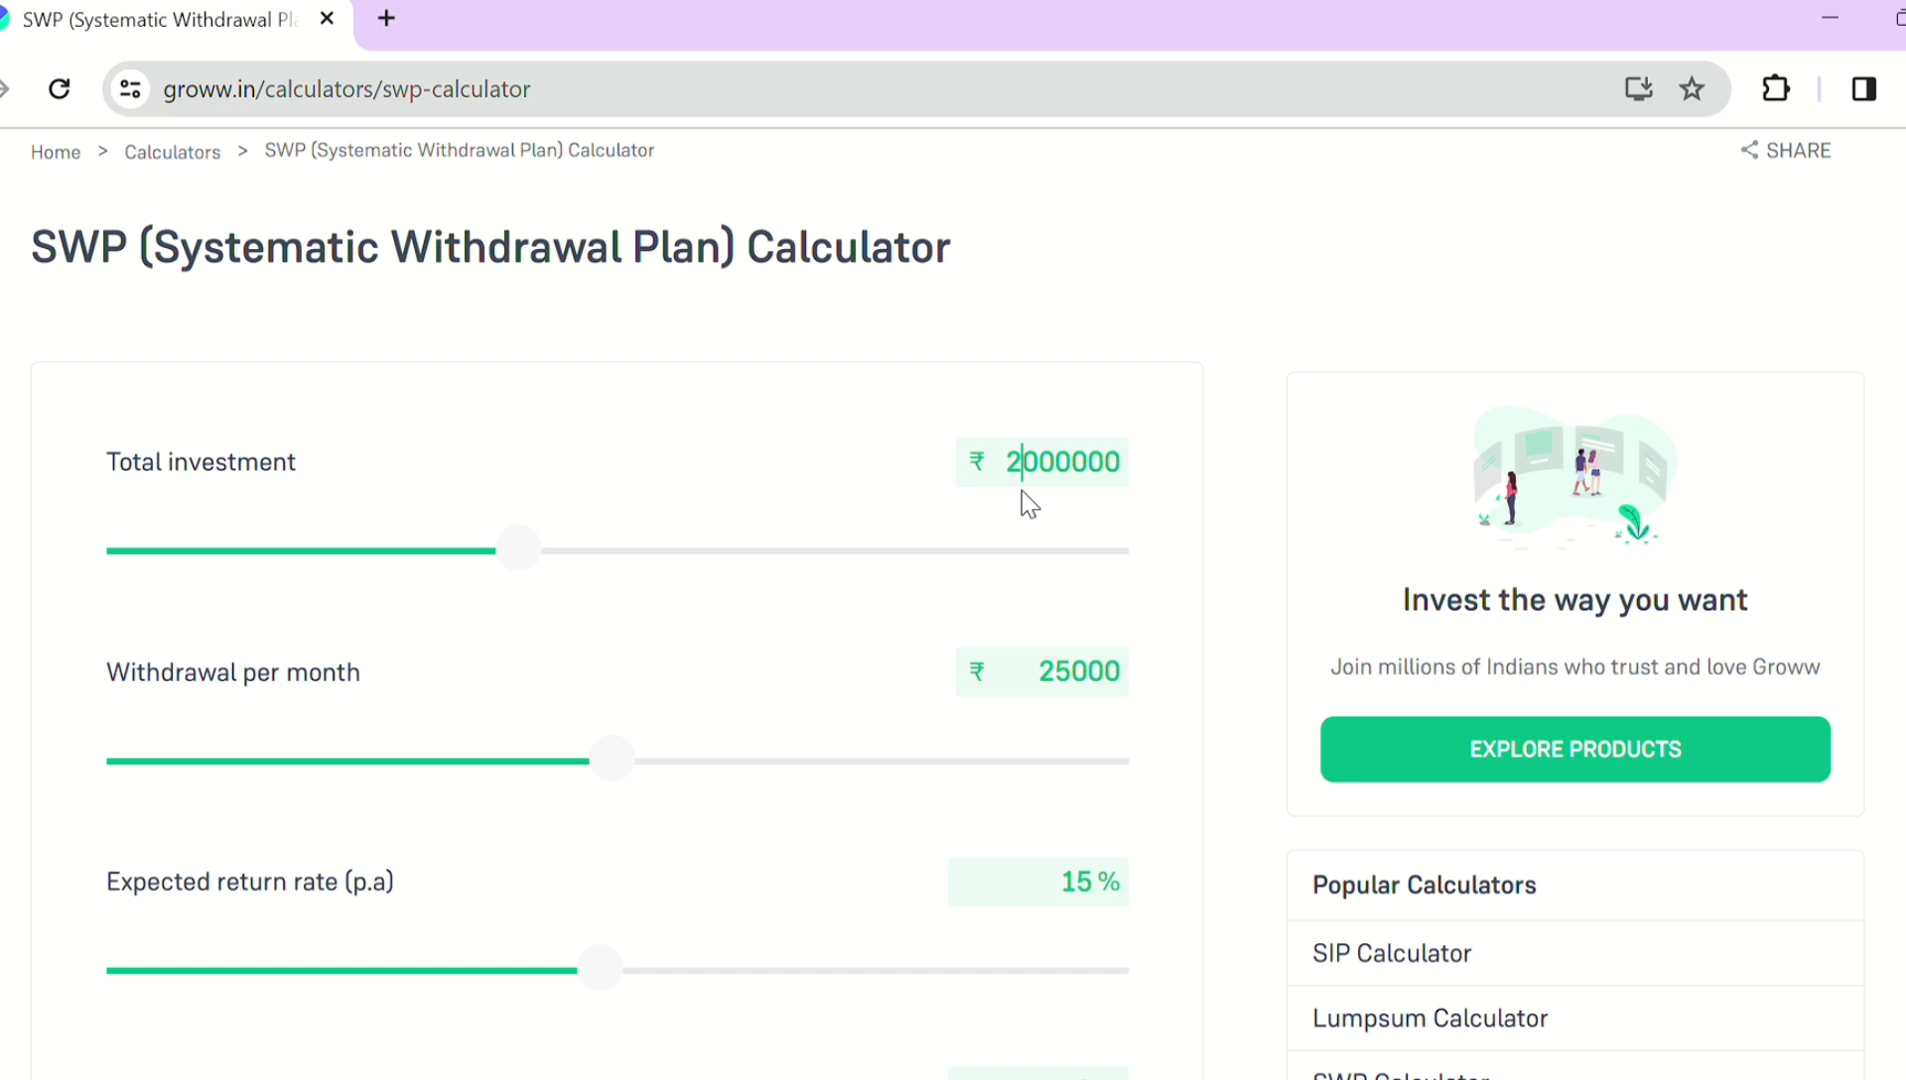 SWP (Systematic Withdrawal Pl
groww.in/calculators/swp-calculator
Home > Calculators > SWP (Systematic Withdrawal Plan) Calculator
SHARE
SWP (Systematic Withdrawal Plan) Calculator
Total investment ₹ 2000000
Withdrawal per month ₹ 25000
Expected return rate (p.a) 15 %
Invest the way you want
Join millions of Indians who trust and love Groww
EXPLORE PRODUCTS
Popular Calculators
SIP Calculator
Lumpsum Calculator
SWP Calculator